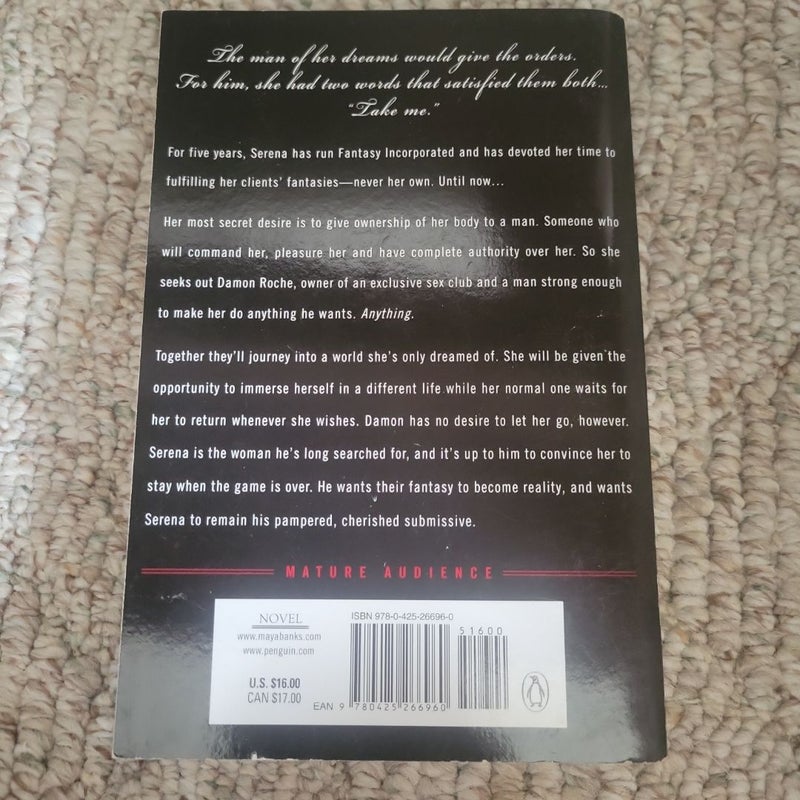 The man of her dreams would give the orders.
For him, she had two words that satisfied them both...
"Take me."
For five years, Serena has run Fantasy Incorporated and has devoted her time to
fulfilling her clients' fantasies—never her own. Until now...
Her most secret desire is to give ownership of her body to a man. Someone who
will command her, pleasure her and have complete authority over her. So she
seeks out Damon Roche, owner of an exclusive sex club and a man strong enough
to make her do anything he wants. Anything.
Together they'll journey into a world she's only dreamed of. She will be given the
opportunity to immerse herself in a different life while her normal one waits for
her to return whenever she wishes. Damon has no desire to let her go, however.
Serena is the woman he's long searched for, and it's up to him to convince her to
stay when the game is over. He wants their fantasy to become reality, and wants
Serena to remain his pampered, cherished submissive.
MATURE AUDIENCE
NOVEL
www.mayabanks.com
www.penguin.com
U.S. $16.00
CAN $17.00
ISBN 978-0-425-26696-0
51600
EAN 9 780425 266960